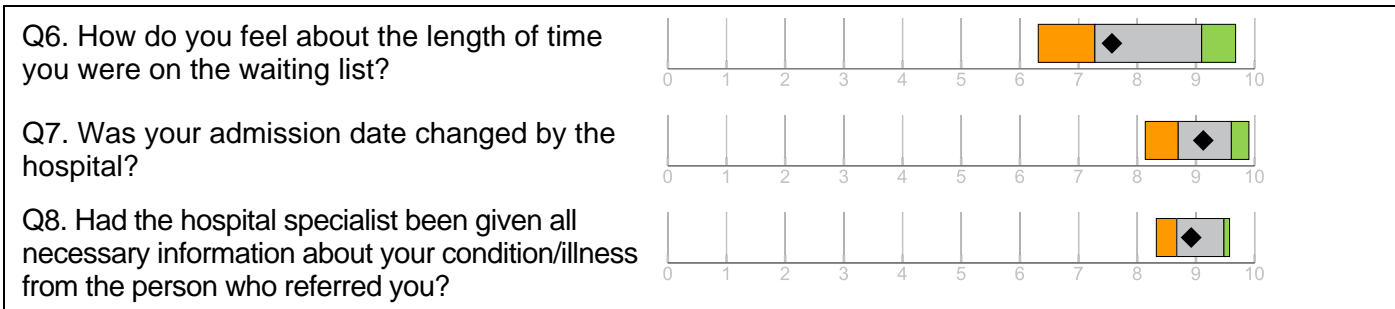 Q6. How do you feel about the length of time
you were on the waiting list?
0 1 2 3 4 5 6 7 8 9 10
Q7. Was your admission date changed by the
hospital?
0 1 2 3 4 5 6 7 8 9 10
Q8. Had the hospital specialist been given all
necessary information about your condition/illness
from the person who referred you?
0 1 2 3 4 5 6 7 8 9 10